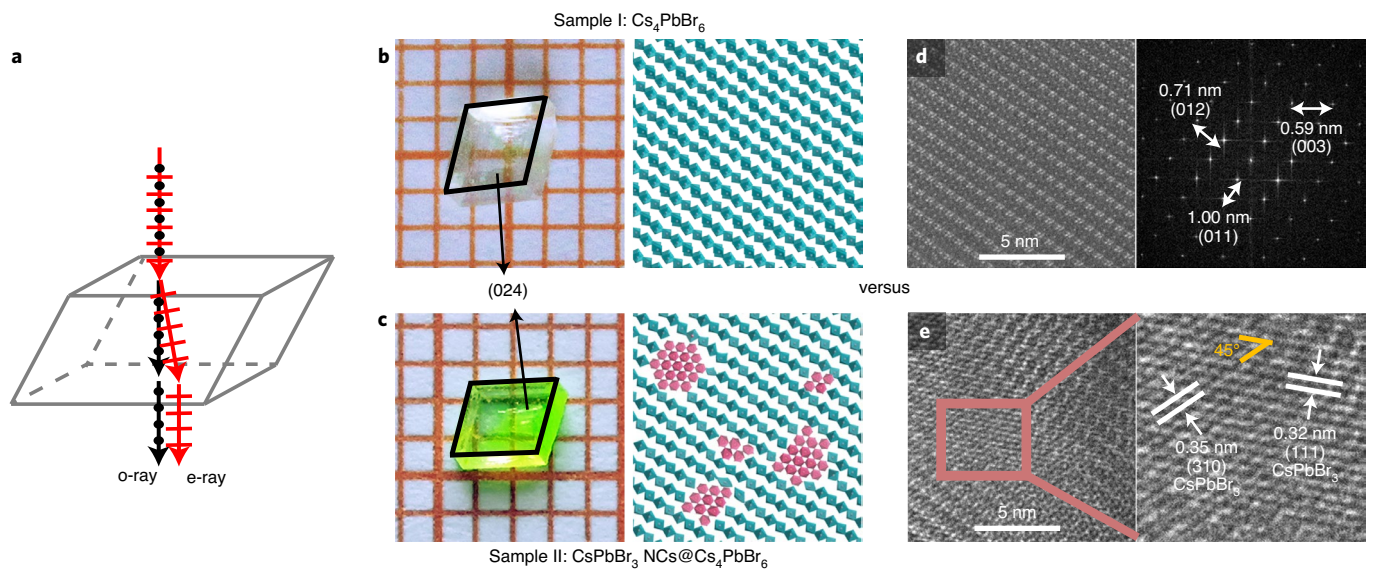 Sample I: Cs₄PbBr₆
a
b
d
0.71 nm
(012)
0.59 nm
(003)
1.00 nm
(011)
5 nm
(024)
versus
c
e
45°
0.35 nm
(310)
CsPbBr₃
0.32 nm
(111)
CsPbBr₃
5 nm
o-ray
e-ray
Sample II: CsPbBr₃ NCs@Cs₄PbBr₆